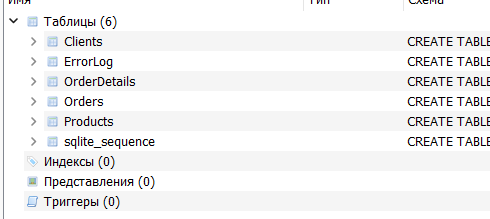 Имя Тип Схема
Таблицы (6)
Clients CREATE TABLE
ErrorLog CREATE TABLE
OrderDetails CREATE TABLE
Orders CREATE TABLE
Products CREATE TABLE
sqlite_sequence CREATE TABLE
Индексы (0)
Представления (0)
Триггеры (0)